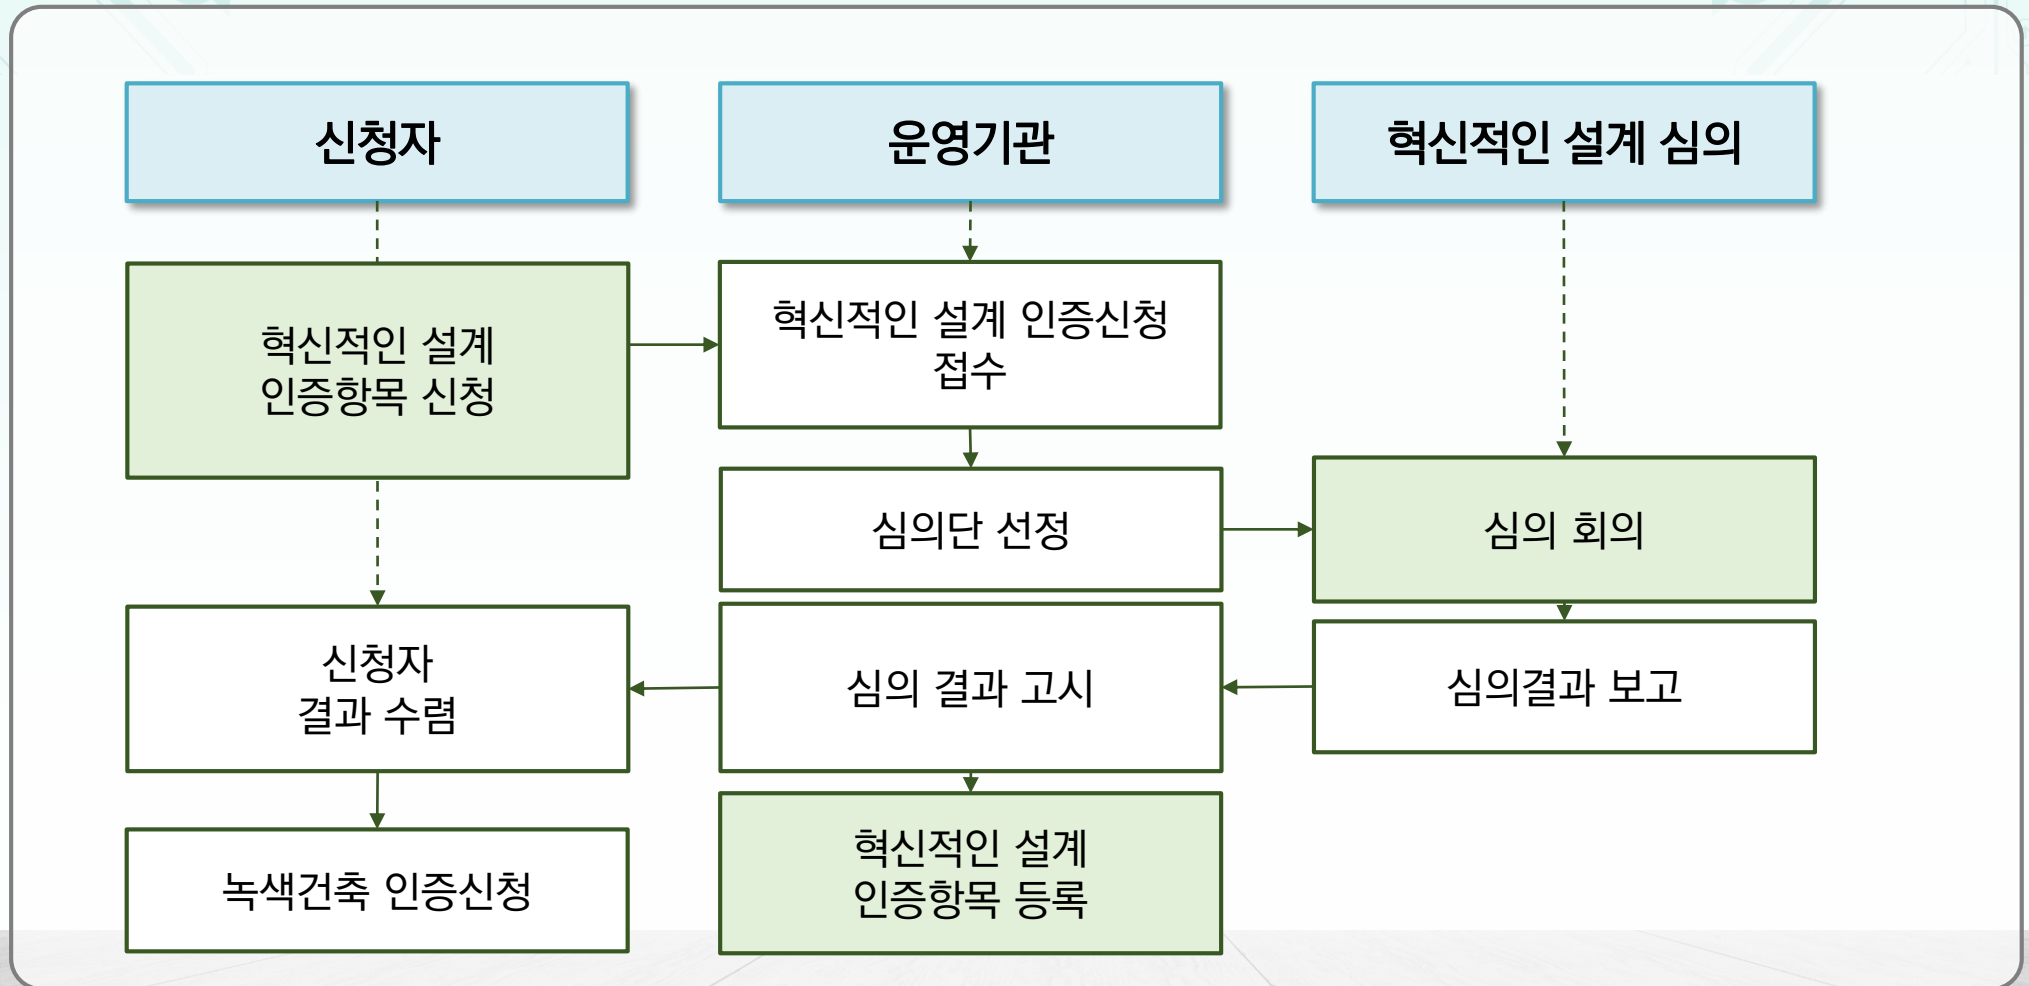 신청자
운영기관
혁신적인 설계 심의
혁신적인 설계
인증항목 신청
혁신적인 설계 인증신청
접수
심의단 선정
심의 회의
신청자
결과 수렴
심의 결과 고시
심의결과 보고
녹색건축 인증신청
혁신적인 설계
인증항목 등록